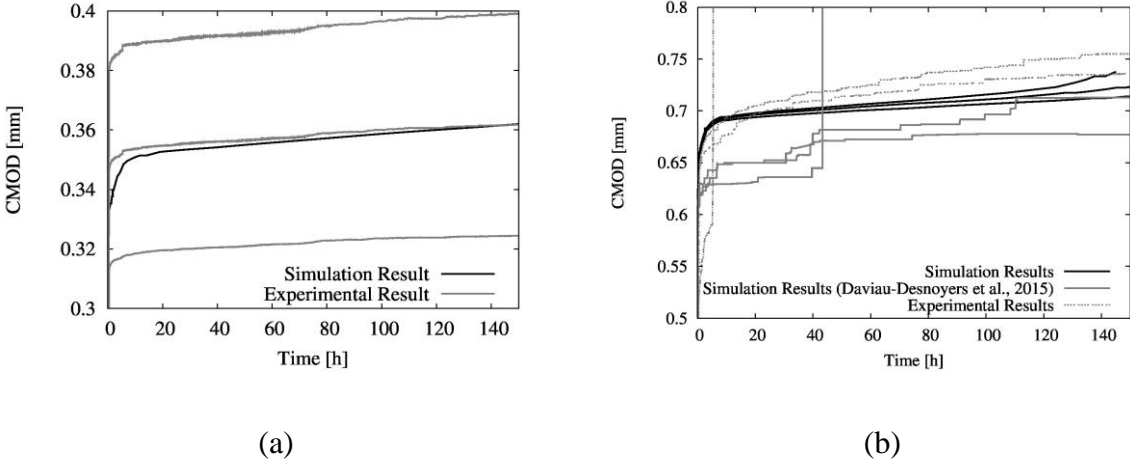 0.4
0.38
0.36
0.34
0.32
0.3
CMOD [mm]
0 20 40 60 80 100 120 140
Time [h]
Simulation Result
Experimental Result
(a)
0.8
0.75
0.7
0.65
0.6
0.55
0.5
CMOD [mm]
0 20 40 60 80 100 120 140
Time [h]
Simulation Results
Simulation Results (Daviau-Desnoyers et al., 2015)
Experimental Results
(b)